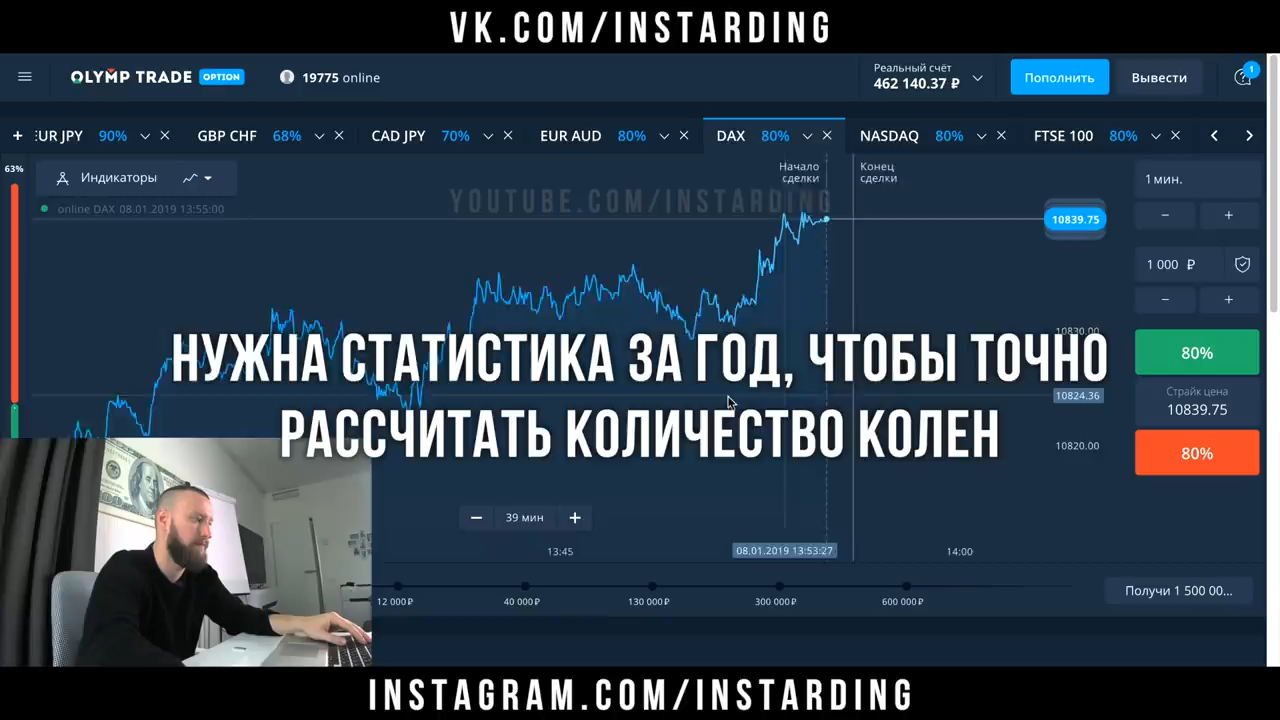 VK.COM/INSTARDING
OLYMP TRADE OPTION
19775 online
Реальный счёт
462 140.37 ₽
Пополнить
Вывести
1
+ EUR JPY 90%
GBP CHF 68%
CAD JPY 70%
EUR AUD 80%
DAX 80%
NASDAQ 80%
FTSE 100 80%
63%
Индикаторы
online DAX 08.01.2019 13:55:00
Начало
сделки
Конец
сделки
YOUTUBE.COM/INSTARDING
10839.75
1 мин.
− +
1 000 ₽
− +
10830.00
НУЖНА СТАТИСТИКА ЗА ГОД, ЧТОБЫ ТОЧНО
РАССЧИТАТЬ КОЛИЧЕСТВО КОЛЕН
80%
Страйк цена
10839.75
10824.36
10820.00
80%
− 39 мин +
13:45
08.01.2019 13:53:27
14:00
12 000 ₽
40 000 ₽
130 000 ₽
300 000 ₽
600 000 ₽
Получи 1 500 00...
INSTAGRAM.COM/INSTARDING